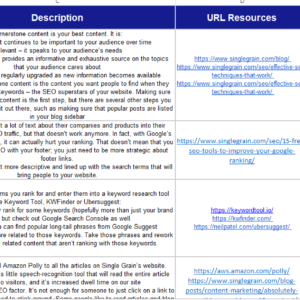 C
D
Description
URL Resources
rnerstone content is your best content. It is:
t continues to be important to your audience over time
levant – it speaks to your audience's needs
provides an informative and exhaustive source on the topics
that your audience cares about
regularly upgraded as new information becomes available
ne content is the content you want people to find when they
keywords – the SEO superstars of your website. Making
content is the first step, but there are several other steps you
t out there, such as making sure that popular posts are listed
in your blog sidebar
https://www.singlegrain.com/blog/
https://www.singlegrain.com/seo/effective-se
techniques-that-work/
https://www.singlegrain.com/seo/effective-se
techniques-that-work/
t a lot of text about their companies and products into their
O traffic, but that doesn't work anymore. In fact, with Google's
, it can actually hurt your ranking. That doesn't mean that you
EO with your footer; you just need to be more strategic about
footer links.
t more descriptive and lined up with the search terms that will
bring people to your website.
https://www.singlegrain.com/seo/15-free
seo-tools-to-improve-your-google-
ranking/
ms you rank for and enter them into a keyword research tool
e Keyword Tool, KWFinder or Ubersuggest:
y rank for some keywords (hopefully more than just your brand
but check out Google Search Console as well
can find popular long-tail phrases from Google Suggest
re related to those keywords. Take those phrases and rework
related content that aren't ranking with those keywords.
https://keywordtool.io/
https://kwfinder.com/
https://neilpatel.com/ubersuggest/
Amazon Polly to all the articles on Single Grain's website.
s little speech-recognition tool that will read the entire article
o visitors, and it's increased dwell time on our site
EO factor. It's not enough for someone to just click on a link to
https://aws.amazon.com/polly/
https://www.singlegrain.com/blog-
posts/content-marketing/absolutely-